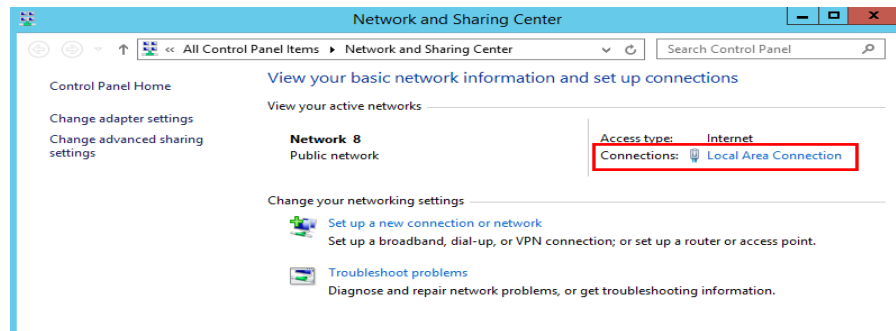 Network and Sharing Center
« All Control Panel Items ▸ Network and Sharing Center
Search Control Panel
Control Panel Home
Change adapter settings
Change advanced sharing
settings
View your basic network information and set up connections
View your active networks
Network 8
Public network
Access type: Internet
Connections: Local Area Connection
Change your networking settings
Set up a new connection or network
Set up a broadband, dial-up, or VPN connection; or set up a router or access point.
Troubleshoot problems
Diagnose and repair network problems, or get troubleshooting information.